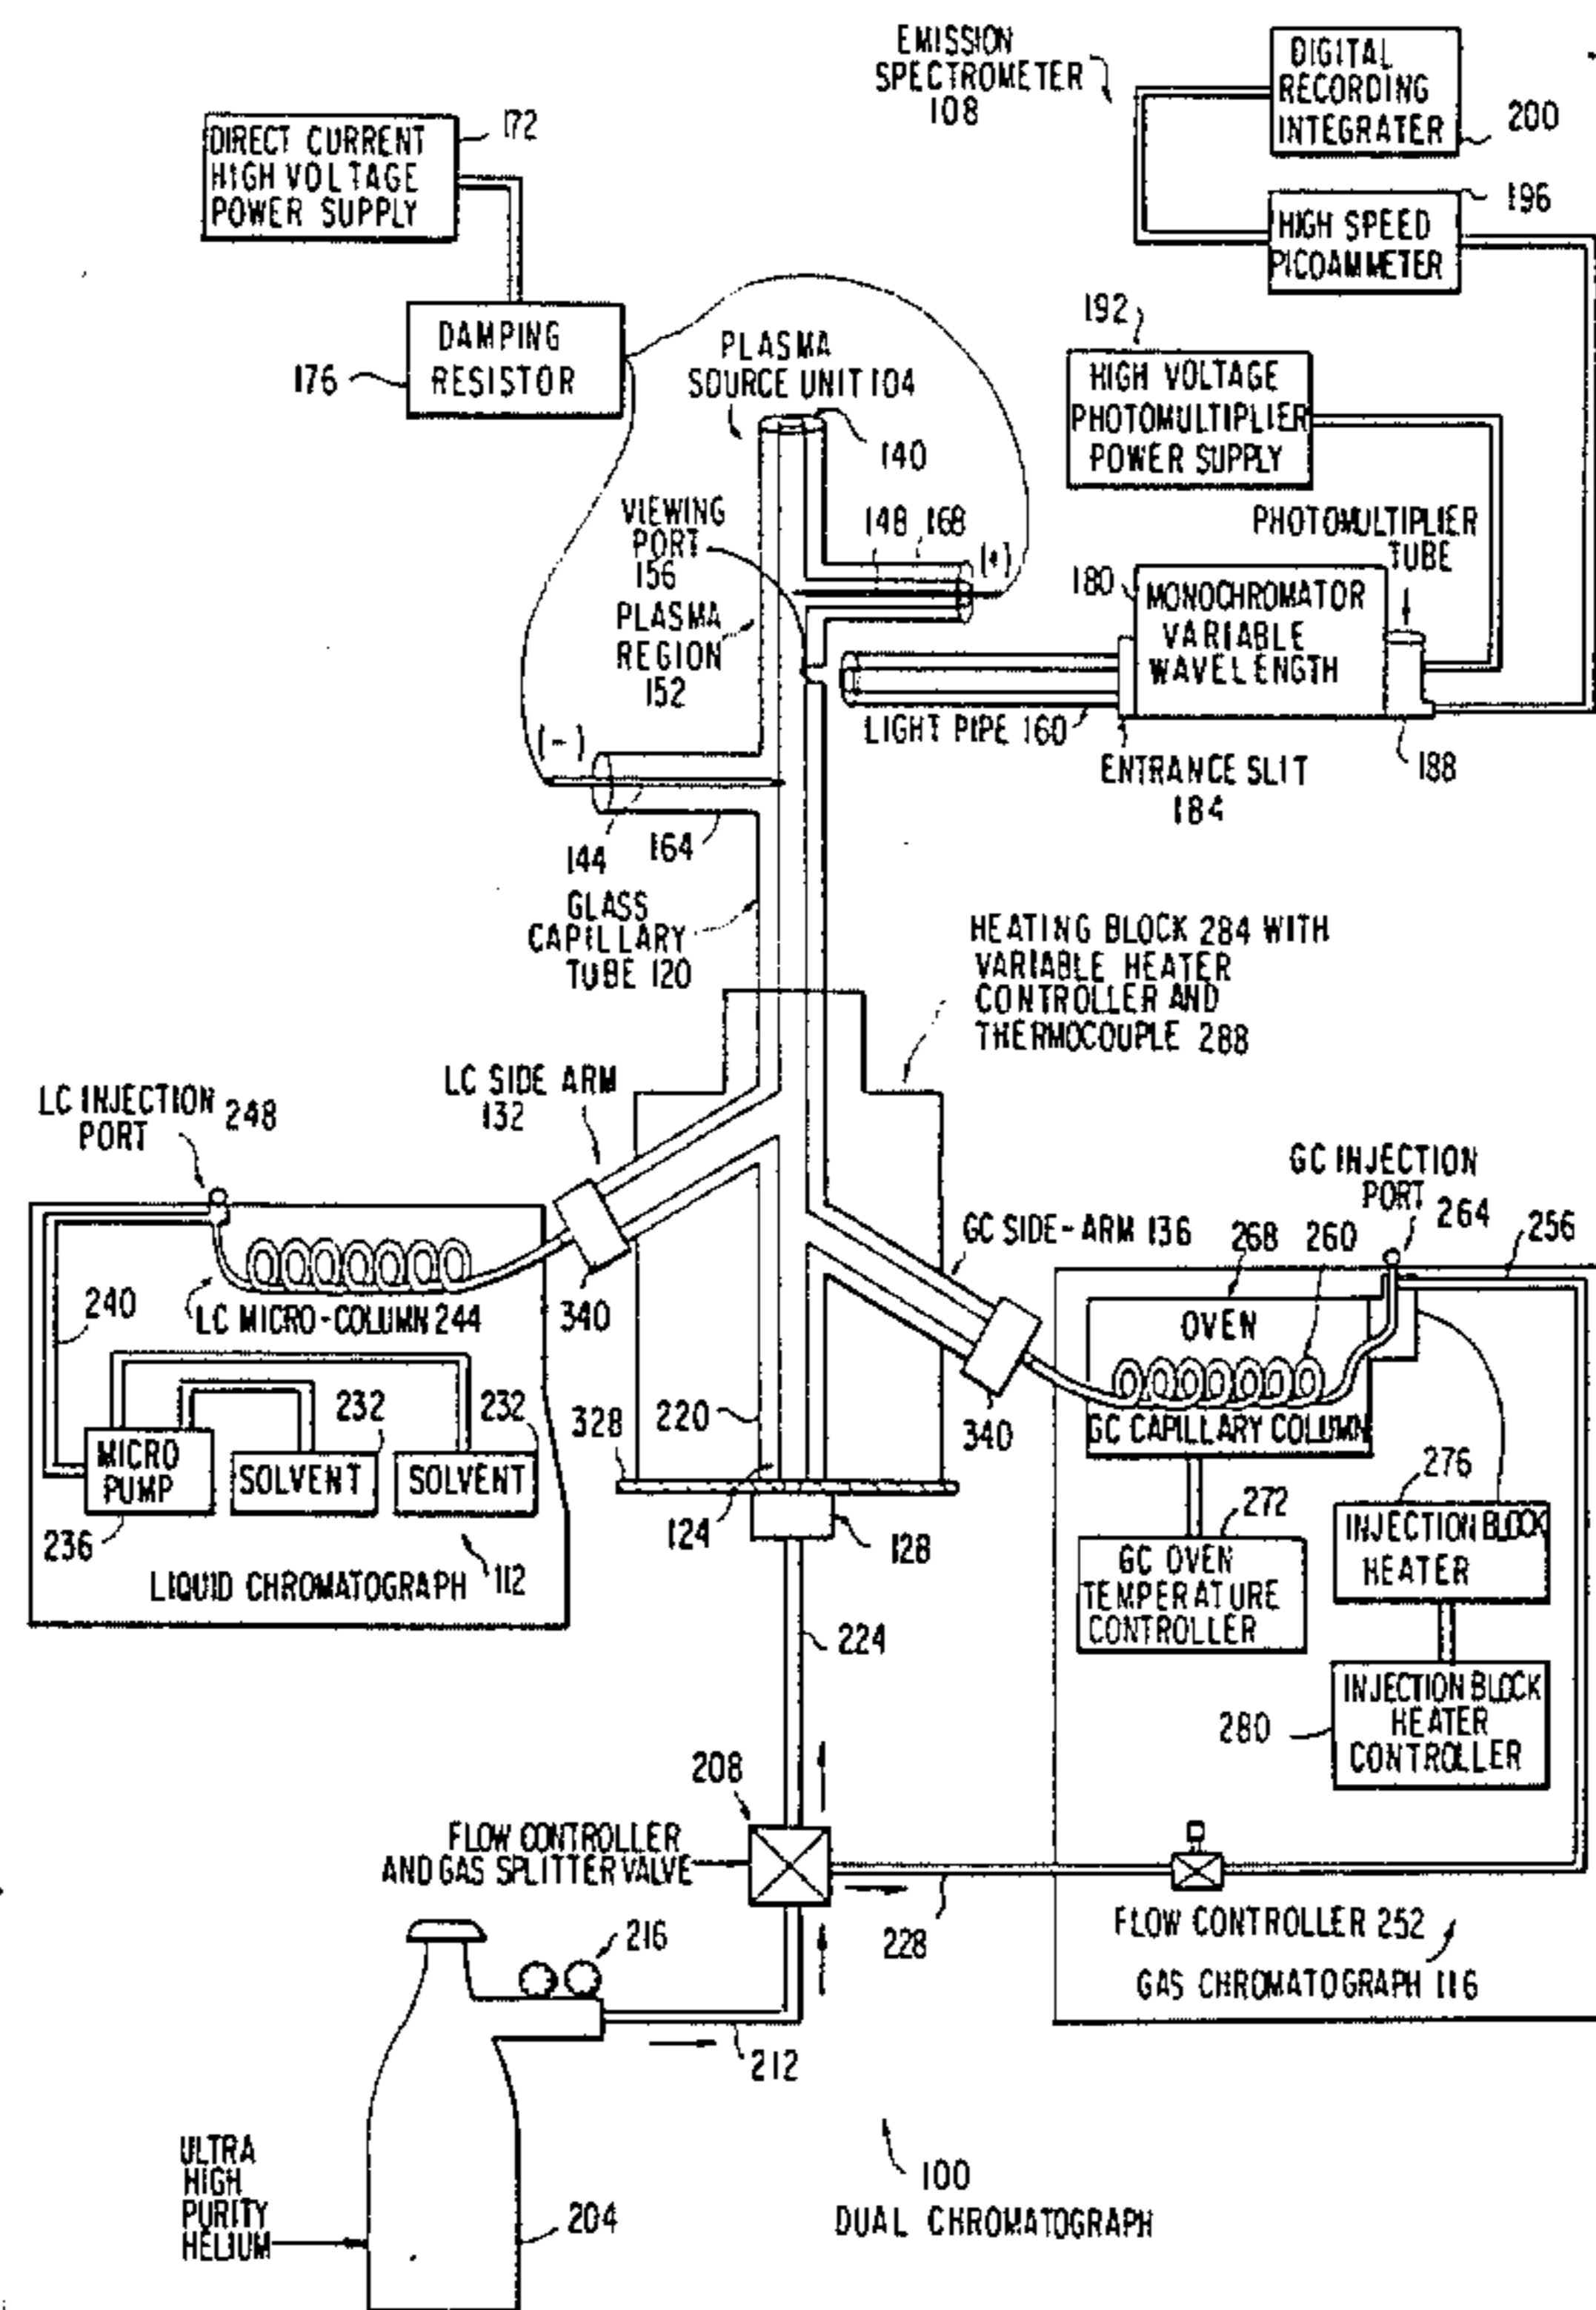 EMISSION
SPECTROMETER
108
DIGITAL
RECORDING
INTEGRATER
200
DIRECT CURRENT
HIGH VOLTAGE
POWER SUPPLY
172
HIGH SPEED
PICOAMMETER
196
DAMPING
RESISTOR
176
PLASMA
SOURCE UNIT 104
140
192
HIGH VOLTAGE
PHOTOMULTIPLIER
POWER SUPPLY
VIEWING
PORT
156
148 168
(+)
PHOTOMULTIPLIER
TUBE
PLASMA
REGION
152
180
MONOCHROMATOR
VARIABLE
WAVELENGTH
(-)
LIGHT PIPE 160
ENTRANCE SLIT
184
188
144 164
GLASS
CAPILLARY
TUBE 120
HEATING BLOCK 284 WITH
VARIABLE HEATER
CONTROLLER AND
THERMOCOUPLE 288
LC SIDE ARM
132
LC INJECTION
PORT
248
GC INJECTION
PORT
264
GC SIDE-ARM 136
268 260 256
240
LC MICRO-COLUMN 244
340
OVEN
GC CAPILLARY COLUMN
340
232 232
328
220
MICRO
PUMP
SOLVENT
SOLVENT
236
124
128
276
INJECTION BLOCK
HEATER
272
GC OVEN
TEMPERATURE
CONTROLLER
LIQUID CHROMATOGRAPH 112
224
INJECTION BLOCK
HEATER
CONTROLLER
280
208
FLOW CONTROLLER
AND GAS SPLITTER VALVE
228
FLOW CONTROLLER 252
GAS CHROMATOGRAPH 116
216
212
ULTRA
HIGH
PURITY
HELIUM
204
100
DUAL CHROMATOGRAPH